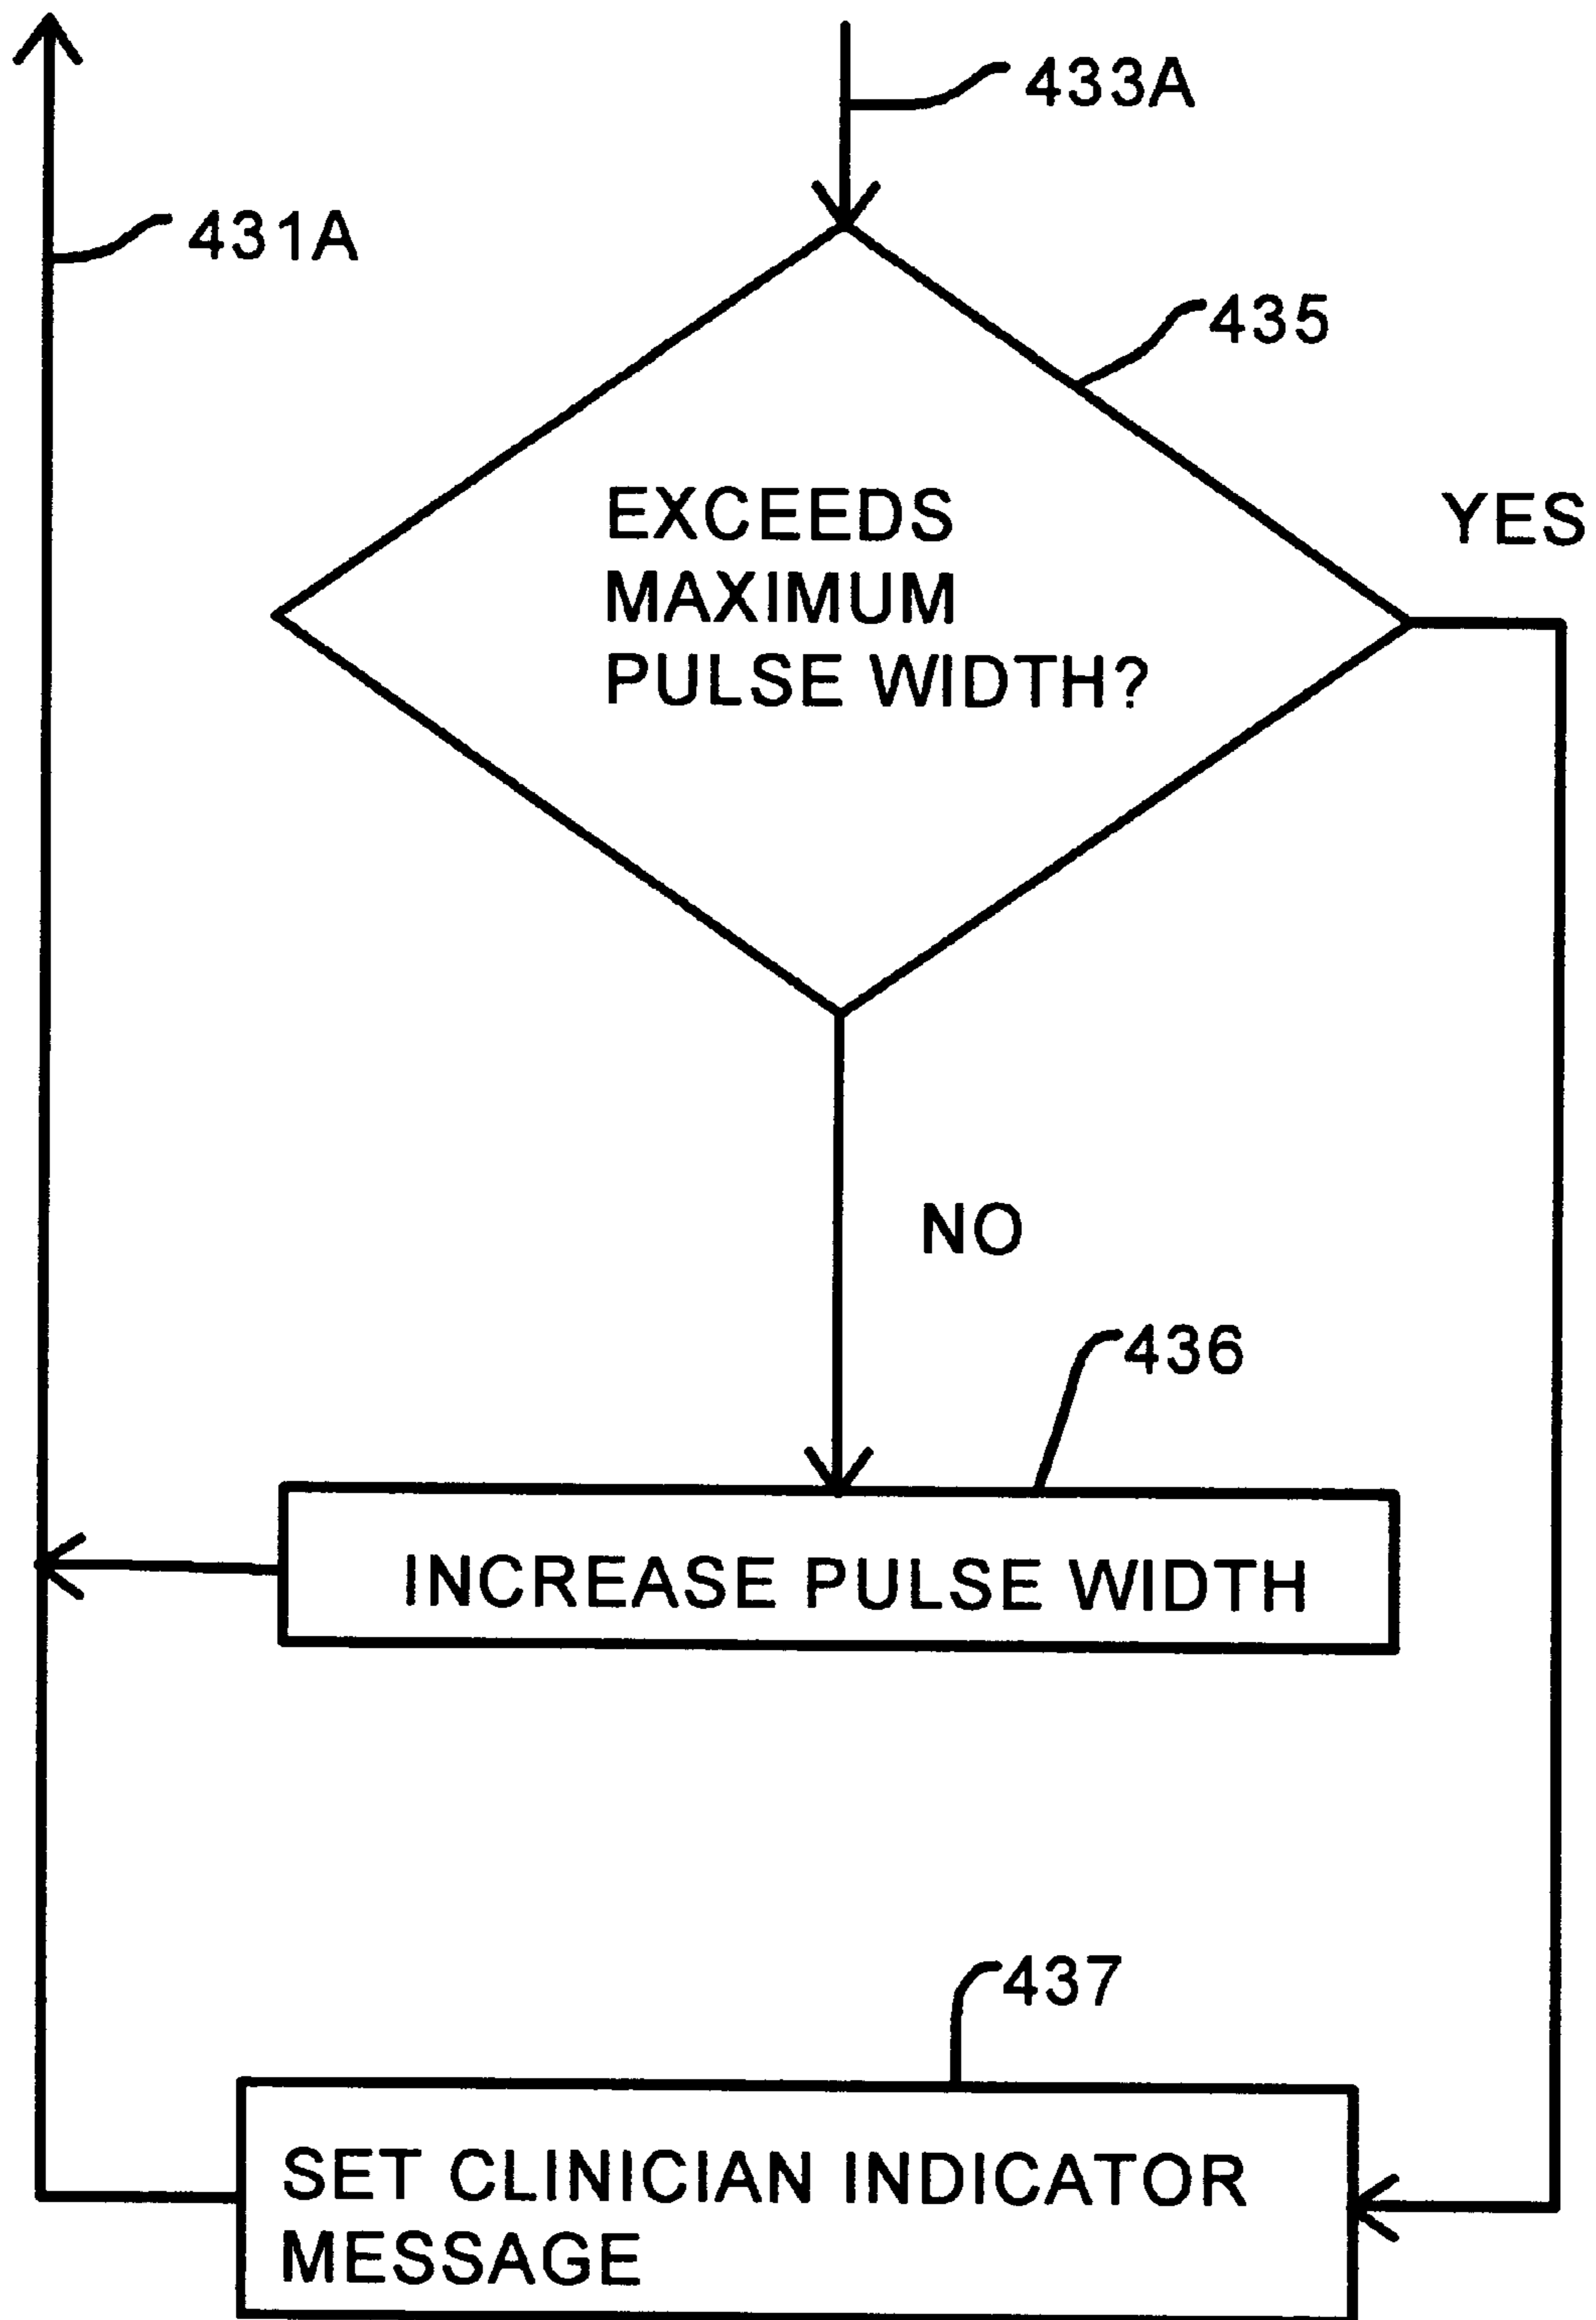 433A
431A
435
EXCEEDS
MAXIMUM
PULSE WIDTH?
YES
NO
436
INCREASE PULSE WIDTH
437
SET CLINICIAN INDICATOR
MESSAGE